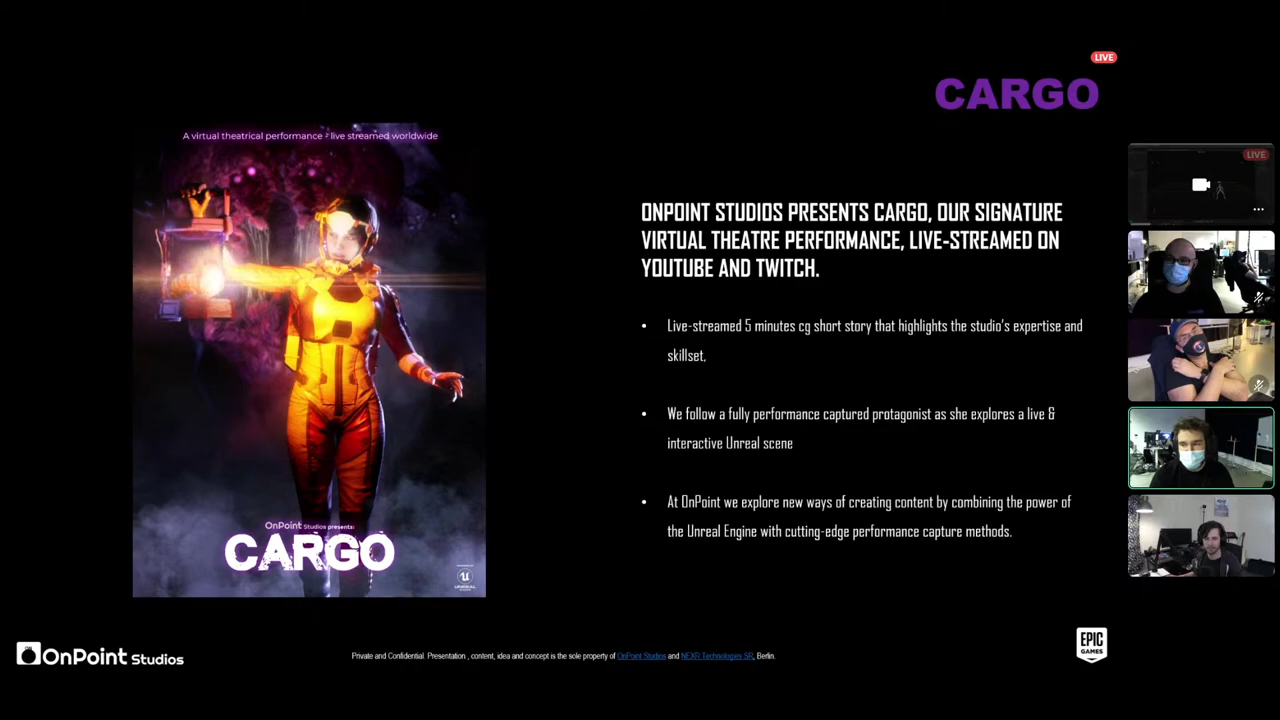 LIVE
CARGO
A virtual theatrical performance - live streamed worldwide
OnPoint Studios presents:
CARGO
UNREAL
ONPOINT STUDIOS PRESENTS CARGO, OUR SIGNATURE
VIRTUAL THEATRE PERFORMANCE, LIVE-STREAMED ON
YOUTUBE AND TWITCH.
• Live-streamed 5 minutes cg short story that highlights the studio's expertise and
skillset,
• We follow a fully performance captured protagonist as she explores a live &
interactive Unreal scene
• At OnPoint we explore new ways of creating content by combining the power of
the Unreal Engine with cutting-edge performance capture methods.
LIVE
OnPoint Studios
Private and Confidential. Presentation , content, idea and concept is the sole property of OnPoint Studios and NEXR Technologies SR, Berlin.
EPIC
GAMES